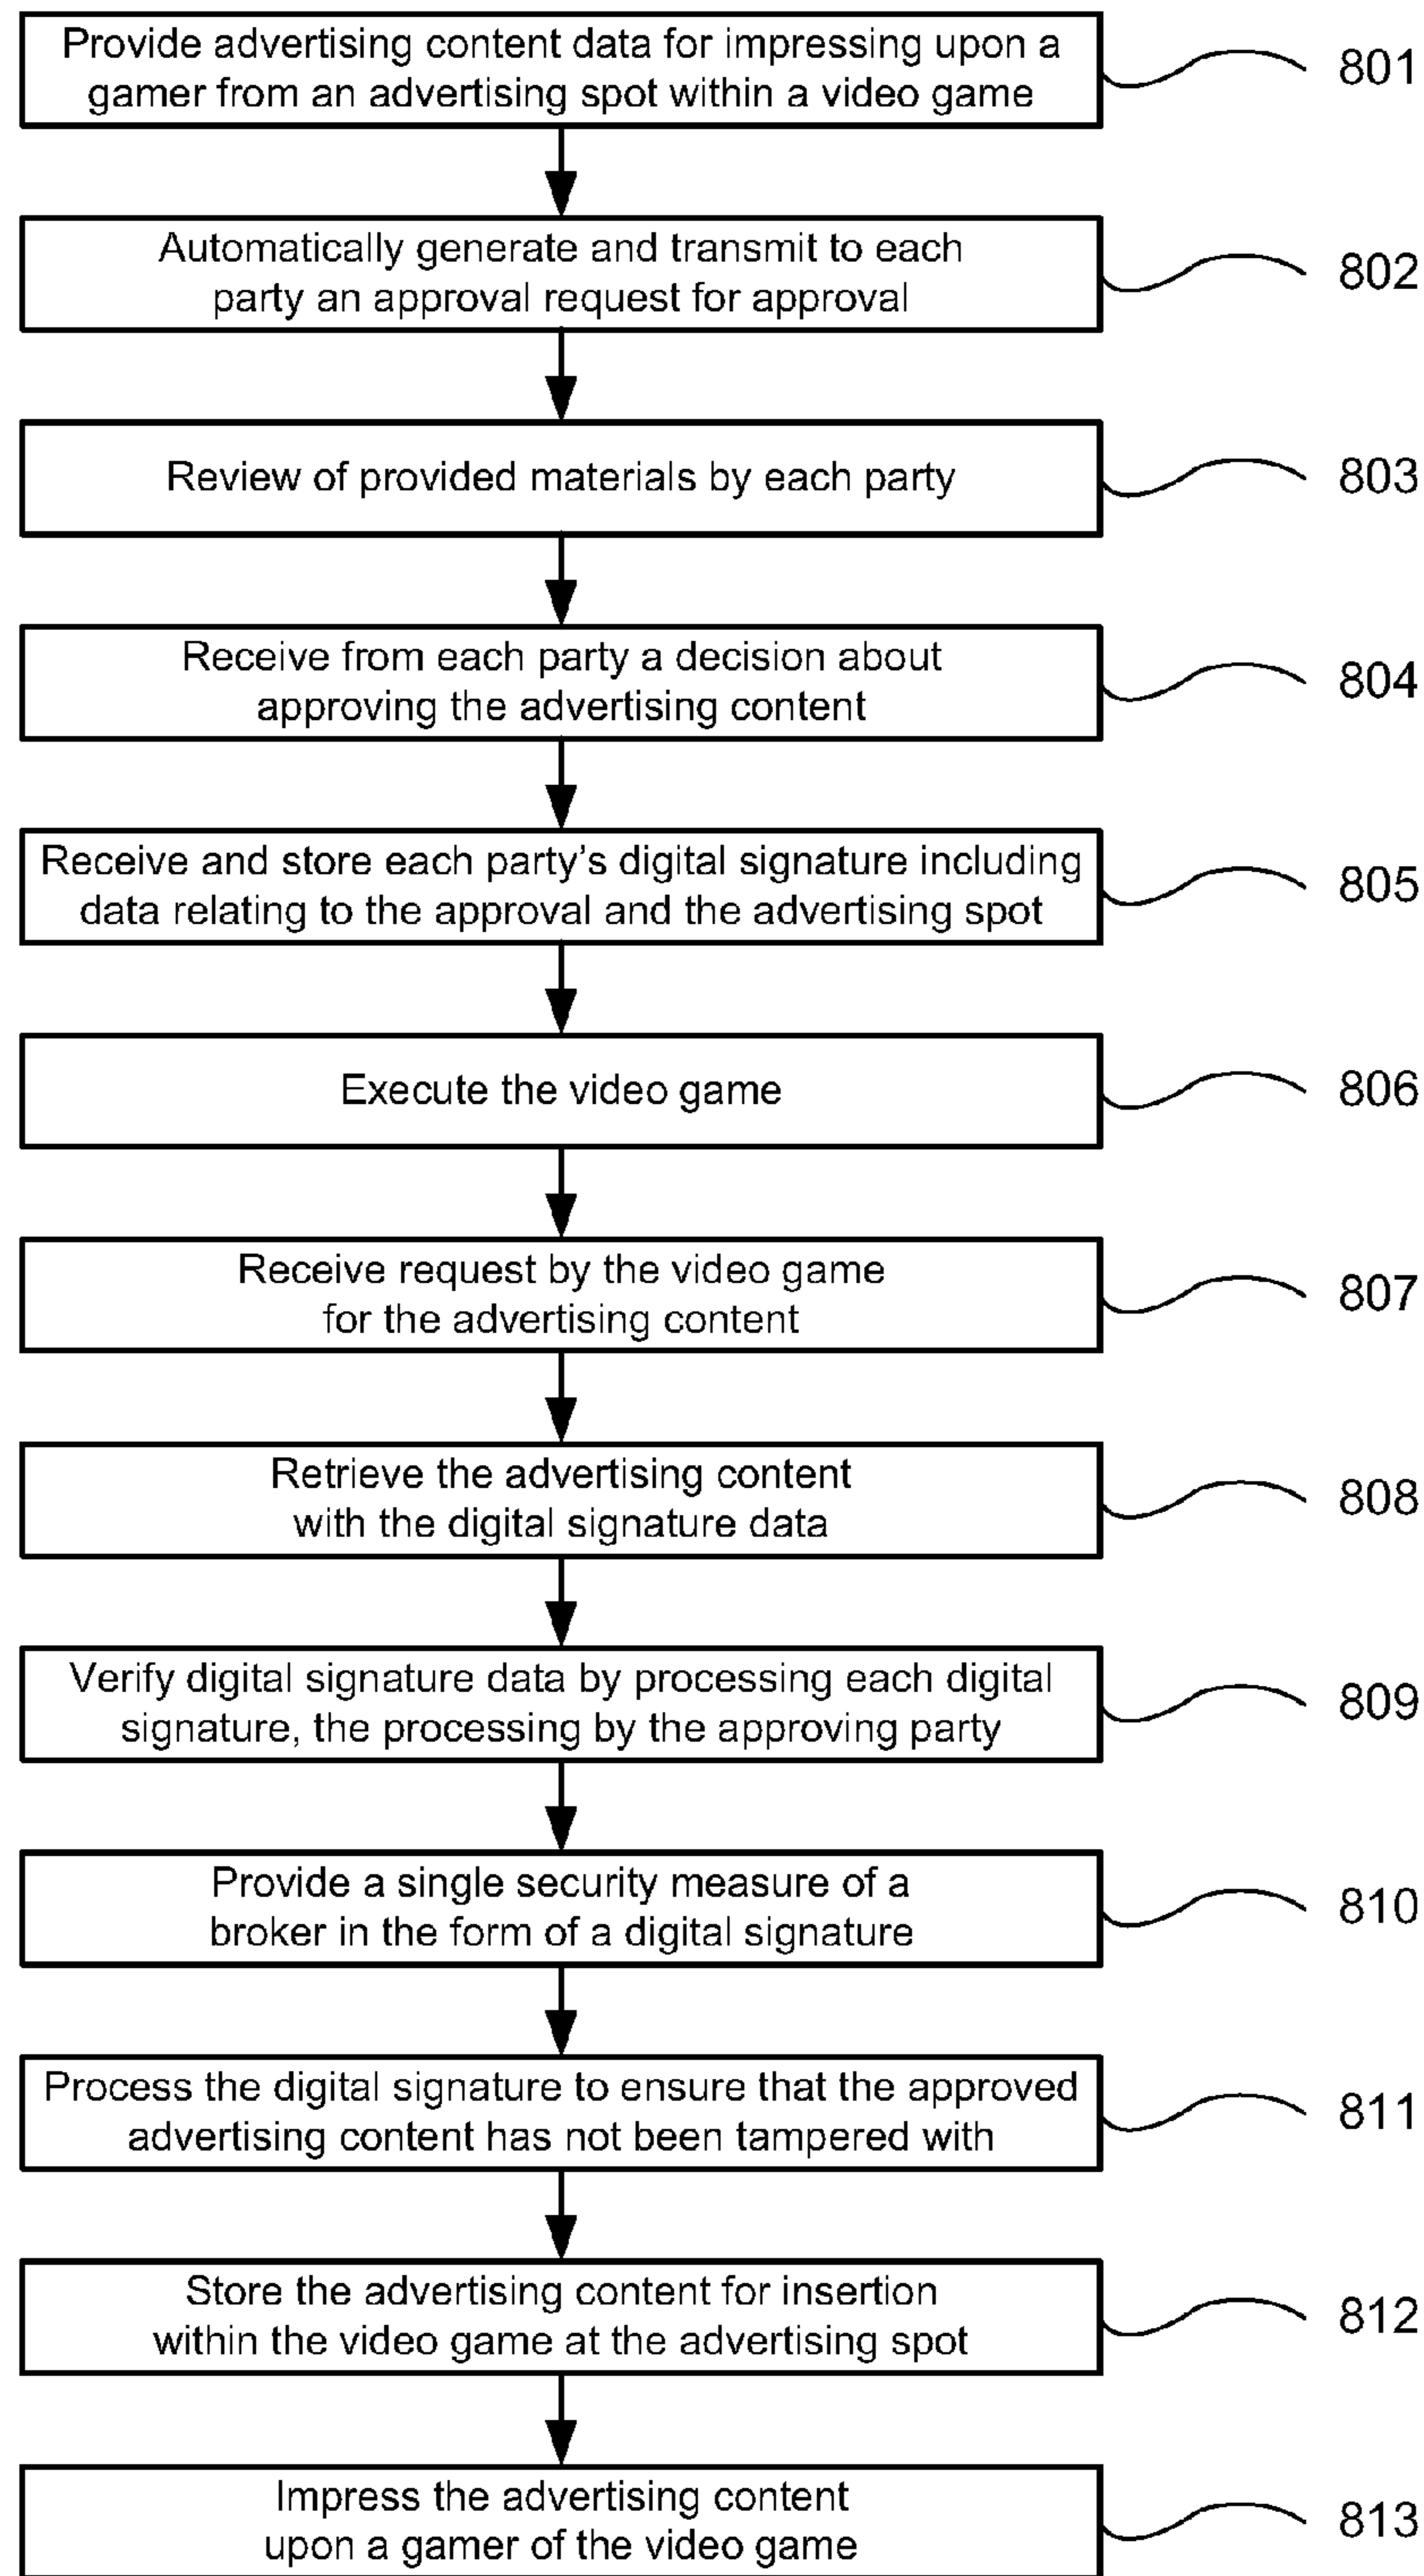 Provide advertising content data for impressing upon a
gamer from an advertising spot within a video game
801
Automatically generate and transmit to each
party an approval request for approval
802
Review of provided materials by each party
803
Receive from each party a decision about
approving the advertising content
804
Receive and store each party’s digital signature including
data relating to the approval and the advertising spot
805
Execute the video game
806
Receive request by the video game
for the advertising content
807
Retrieve the advertising content
with the digital signature data
808
Verify digital signature data by processing each digital
signature, the processing by the approving party
809
Provide a single security measure of a
broker in the form of a digital signature
810
Process the digital signature to ensure that the approved
advertising content has not been tampered with
811
Store the advertising content for insertion
within the video game at the advertising spot
812
Impress the advertising content
upon a gamer of the video game
813